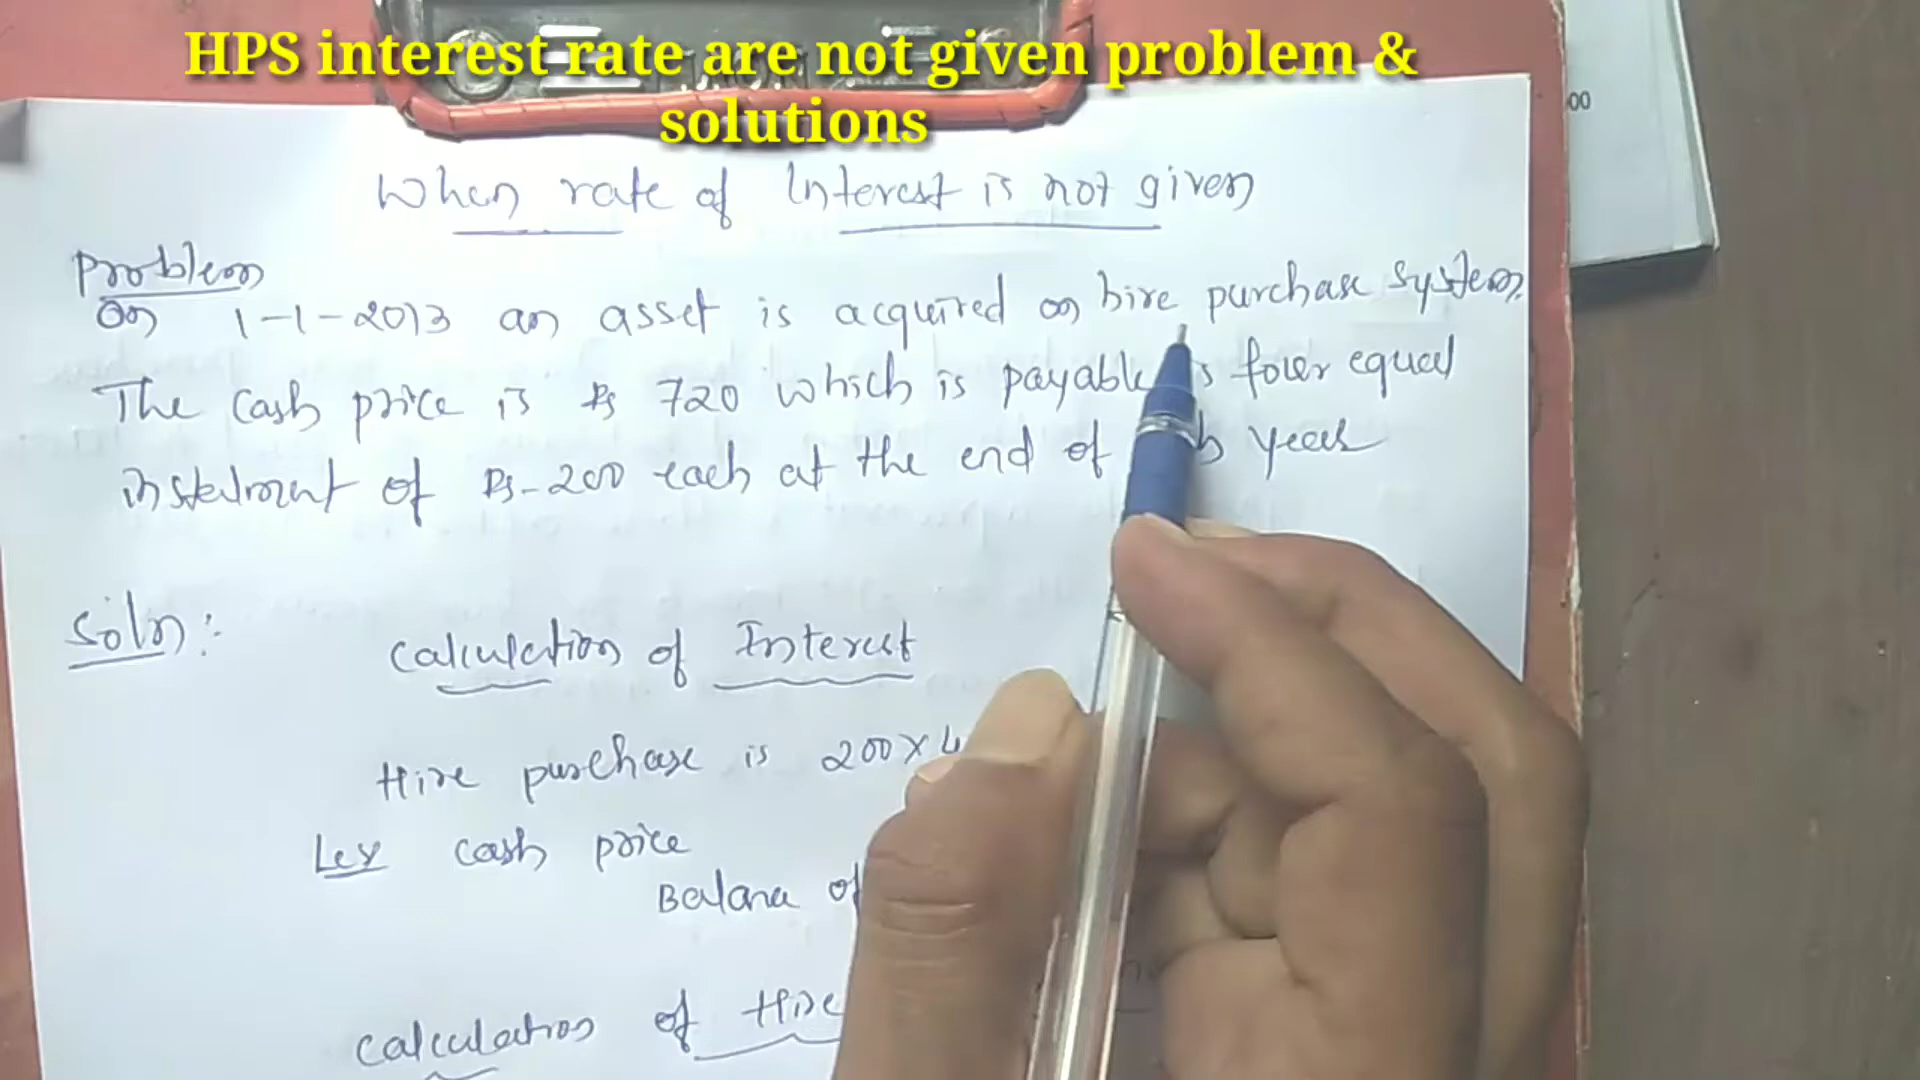 HPS interest rate are not given problem &
solutions
00
When rate of Interest is not given
Problem
On 1-1-2013 an asset is acquired on hire purchase system.
The cash price is Rs 720 which is payable is four equal
instalment of Rs-200 each at the end of year
Soln:
Calculation of Interest
Hire purchase is 200x4
Less cash price
Balance of
Calculation of Hire